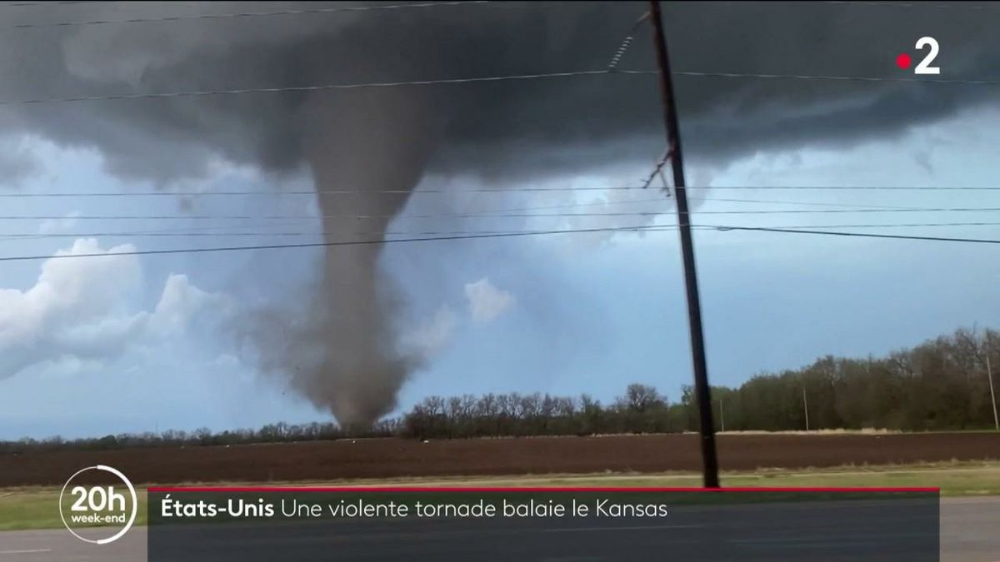 2
20h
week-end
États-Unis Une violente tornade balaie le Kansas